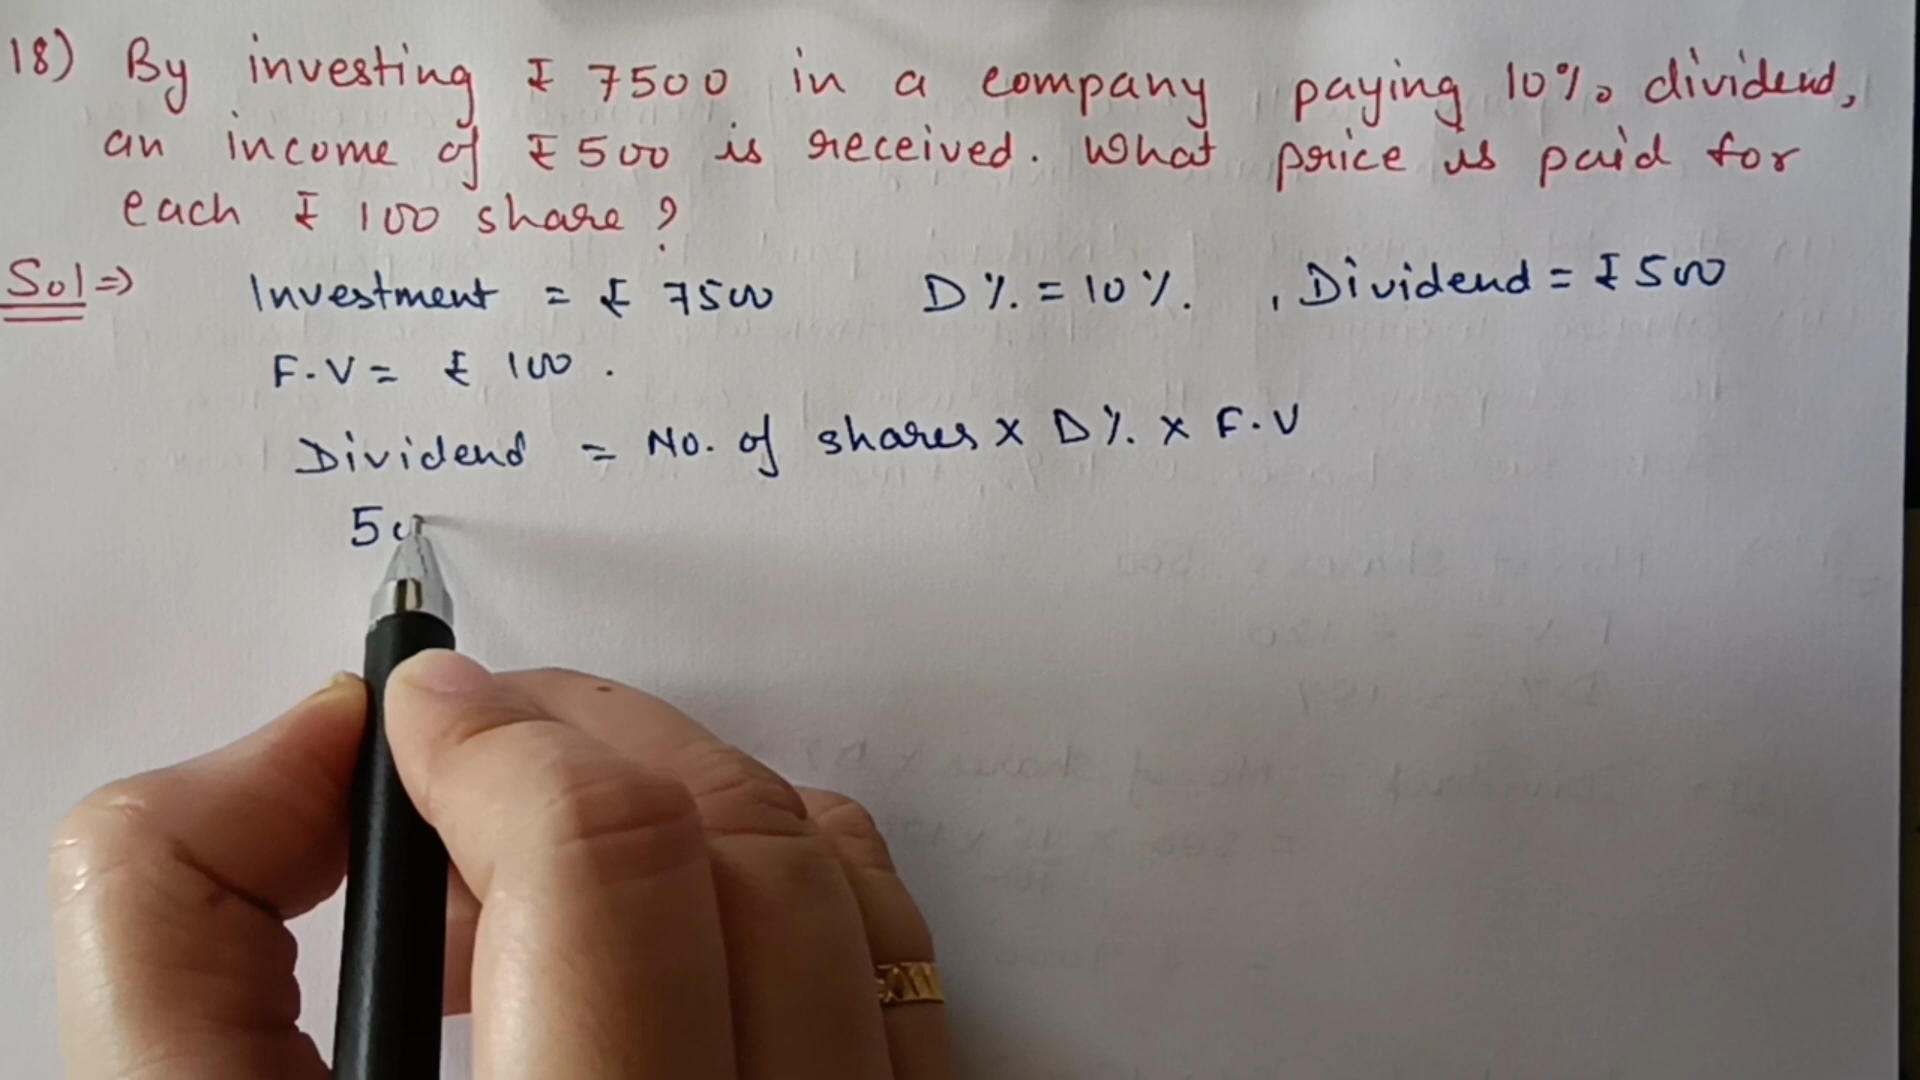 18) By investing ₹ 7500 in a company paying 10% dividend,
an income of ₹ 500 is received. What price is paid for
each ₹ 100 share ?
Sol ⇒ Investment = ₹ 7500 D% = 10%. , Dividend = ₹ 500
F.V = ₹ 100 .
Dividend = No. of shares × D% × F.V
50